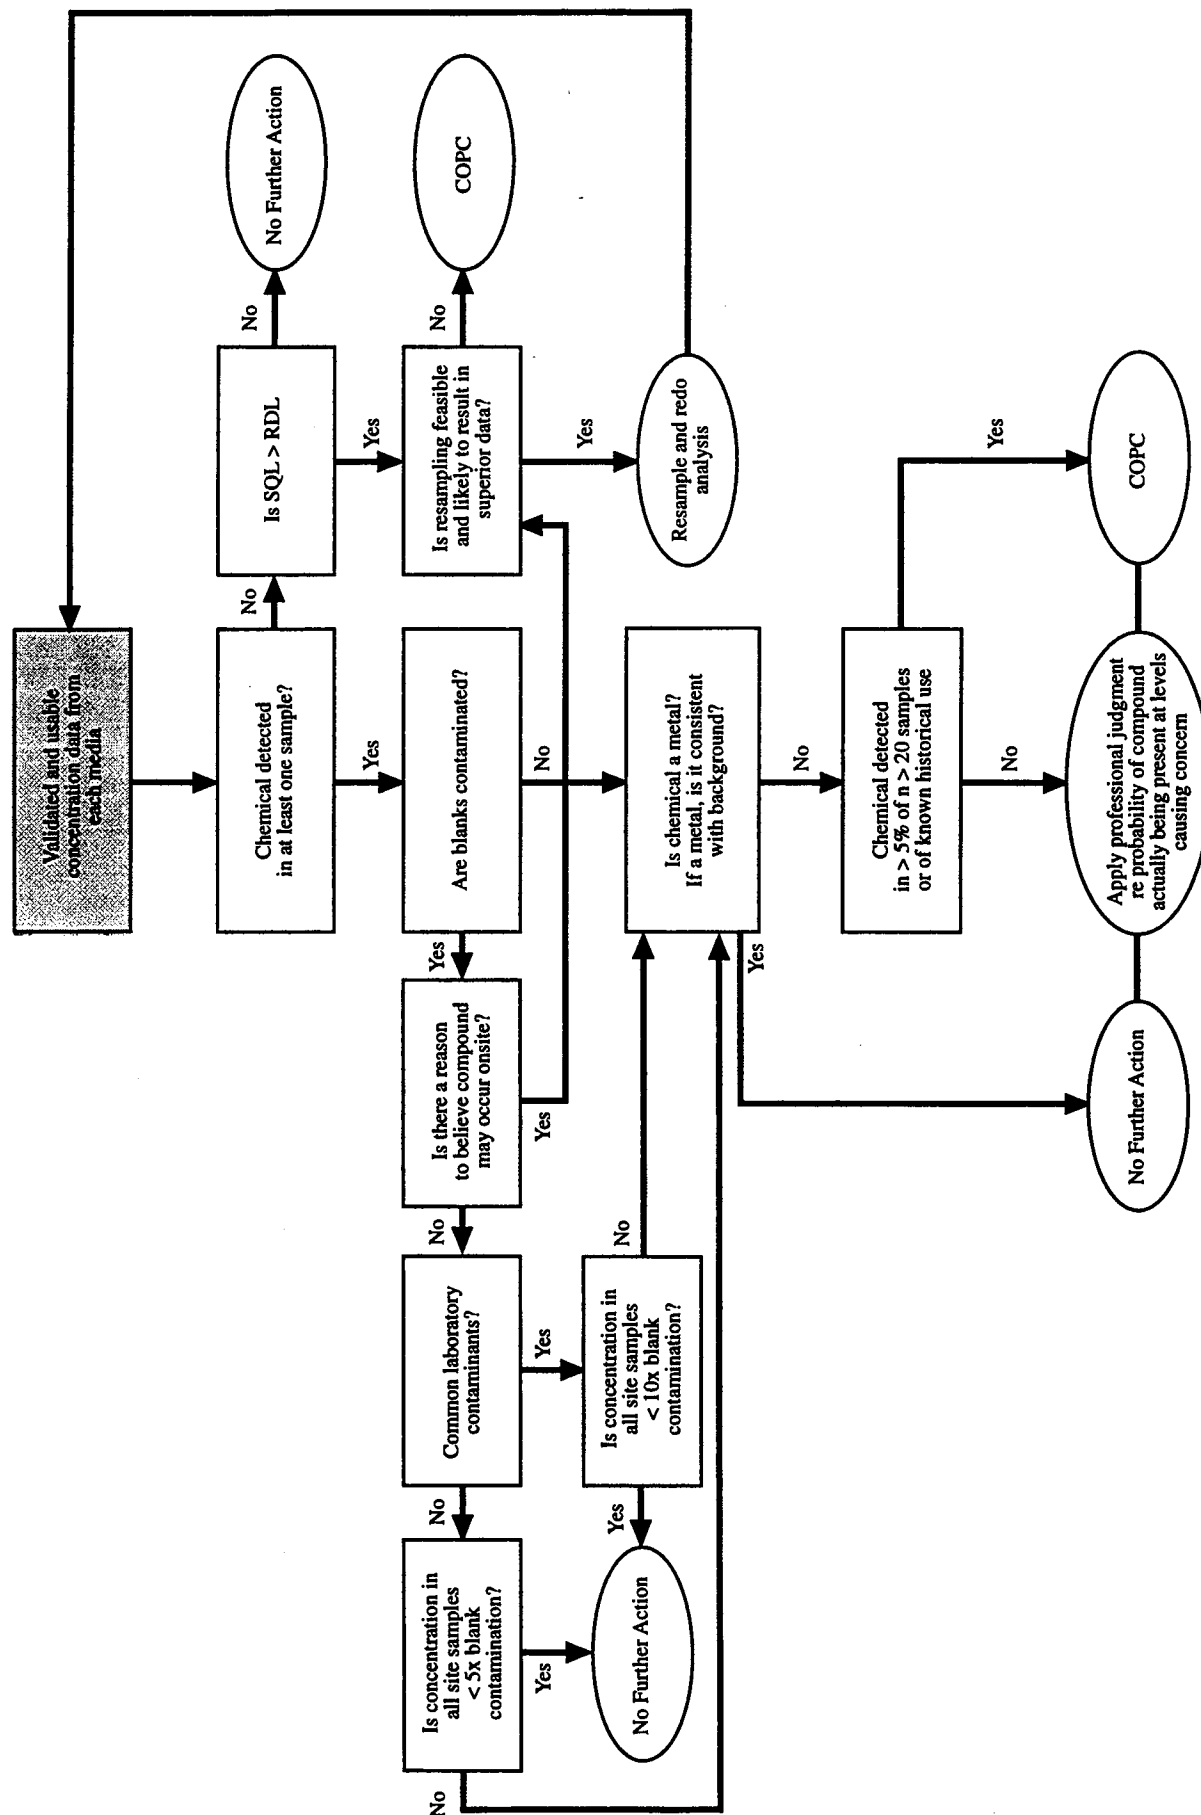 Validated and usable
concentration data from
each media
Chemical detected
in at least one sample?
No
Is SQL > RDL
No
No Further Action
Yes
Yes
Are blanks contaminated?
Is resampling feasible
and likely to result in
superior data?
No
COPC
Yes
Resample and redo
analysis
Yes
Is there a reason
to believe compound
may occur onsite?
Yes
No
Common laboratory
contaminants?
No
Is concentration in
all site samples
< 5x blank
contamination?
No
Yes
No Further Action
Yes
Is concentration in
all site samples
< 10x blank
contamination?
Yes
No
No
Is chemical a metal?
If a metal, is it consistent
with background?
Yes
No
Chemical detected
in > 5% of n > 20 samples
or of known historical use
Yes
No
No Further Action
Apply professional judgment
re probability of compound
actually being present at levels
causing concern
COPC